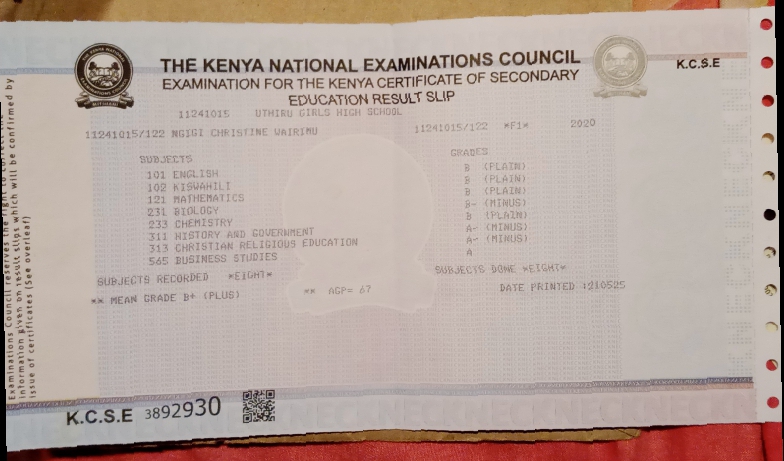 THE KENYA NATIONAL EXAMINATIONS COUNCIL
K.C.S.E
EXAMINATION FOR THE KENYA CERTIFICATE OF SECONDARY
EDUCATION RESULT SLIP
11241015 UTHIRU GIRLS HIGH SCHOOL
11241015/122 NGIGI CHRISTINE WAIRIMU 11241015/122 *F1* 2020
SUBJECTS GRADES
101 ENGLISH B (PLAIN)
102 KISWAHILI B (PLAIN)
121 MATHEMATICS B (PLAIN)
231 BIOLOGY B- (MINUS)
233 CHEMISTRY B (PLAIN)
311 HISTORY AND GOVERNMENT A- (MINUS)
313 CHRISTIAN RELIGIOUS EDUCATION A- (MINUS)
565 BUSINESS STUDIES A
SUBJECTS RECORDED *EIGHT* SUBJECTS DONE *EIGHT*
** MEAN GRADE B+ (PLUS) ** AGP= 67 DATE PRINTED :210525
K.C.S.E 3892930
Examinations Council reserves the right to correct the
information given on result slips which will be confirmed by
issue of certificates (See overleaf)